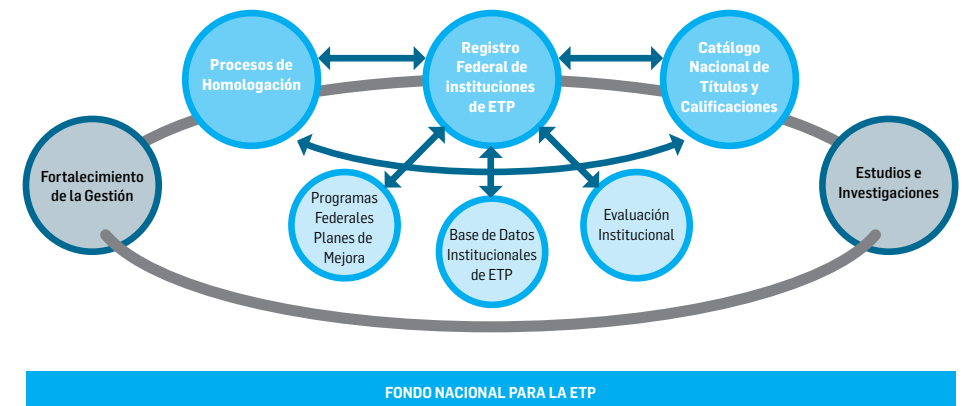 Procesos de
Homologación
Registro
Federal de
instituciones
de ETP
Catálogo
Nacional de
Títulos y
Calificaciones
Fortalecimiento
de la Gestión
Estudios e
Investigaciones
Programas
Federales
Planes de
Mejora
Base de Datos
Institucionales
de ETP
Evaluación
Institucional
FONDO NACIONAL PARA LA ETP